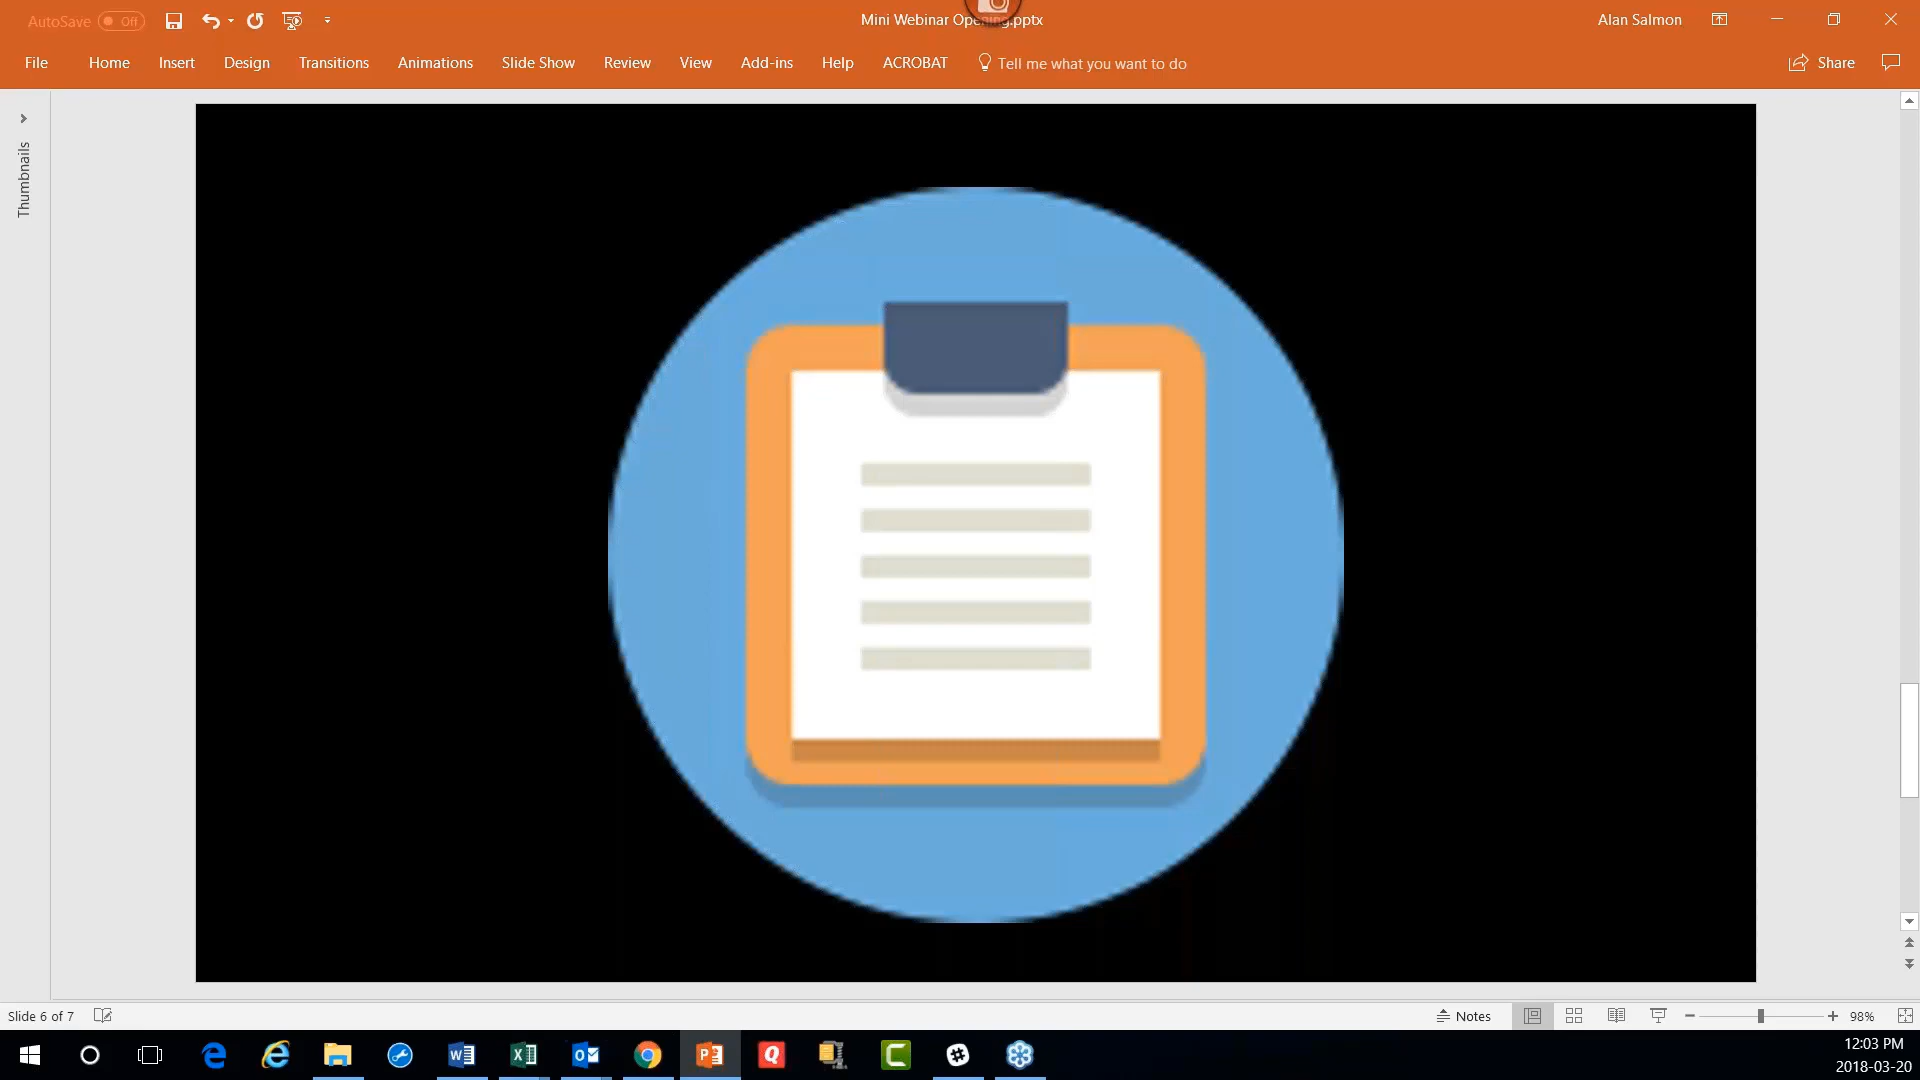 AutoSave Off
Mini Webinar Opening.pptx
Alan Salmon
File Home Insert Design Transitions Animations Slide Show Review View Add-ins Help ACROBAT Tell me what you want to do
Share
Thumbnails
Slide 6 of 7
Notes
98%
12:03 PM
2018-03-20